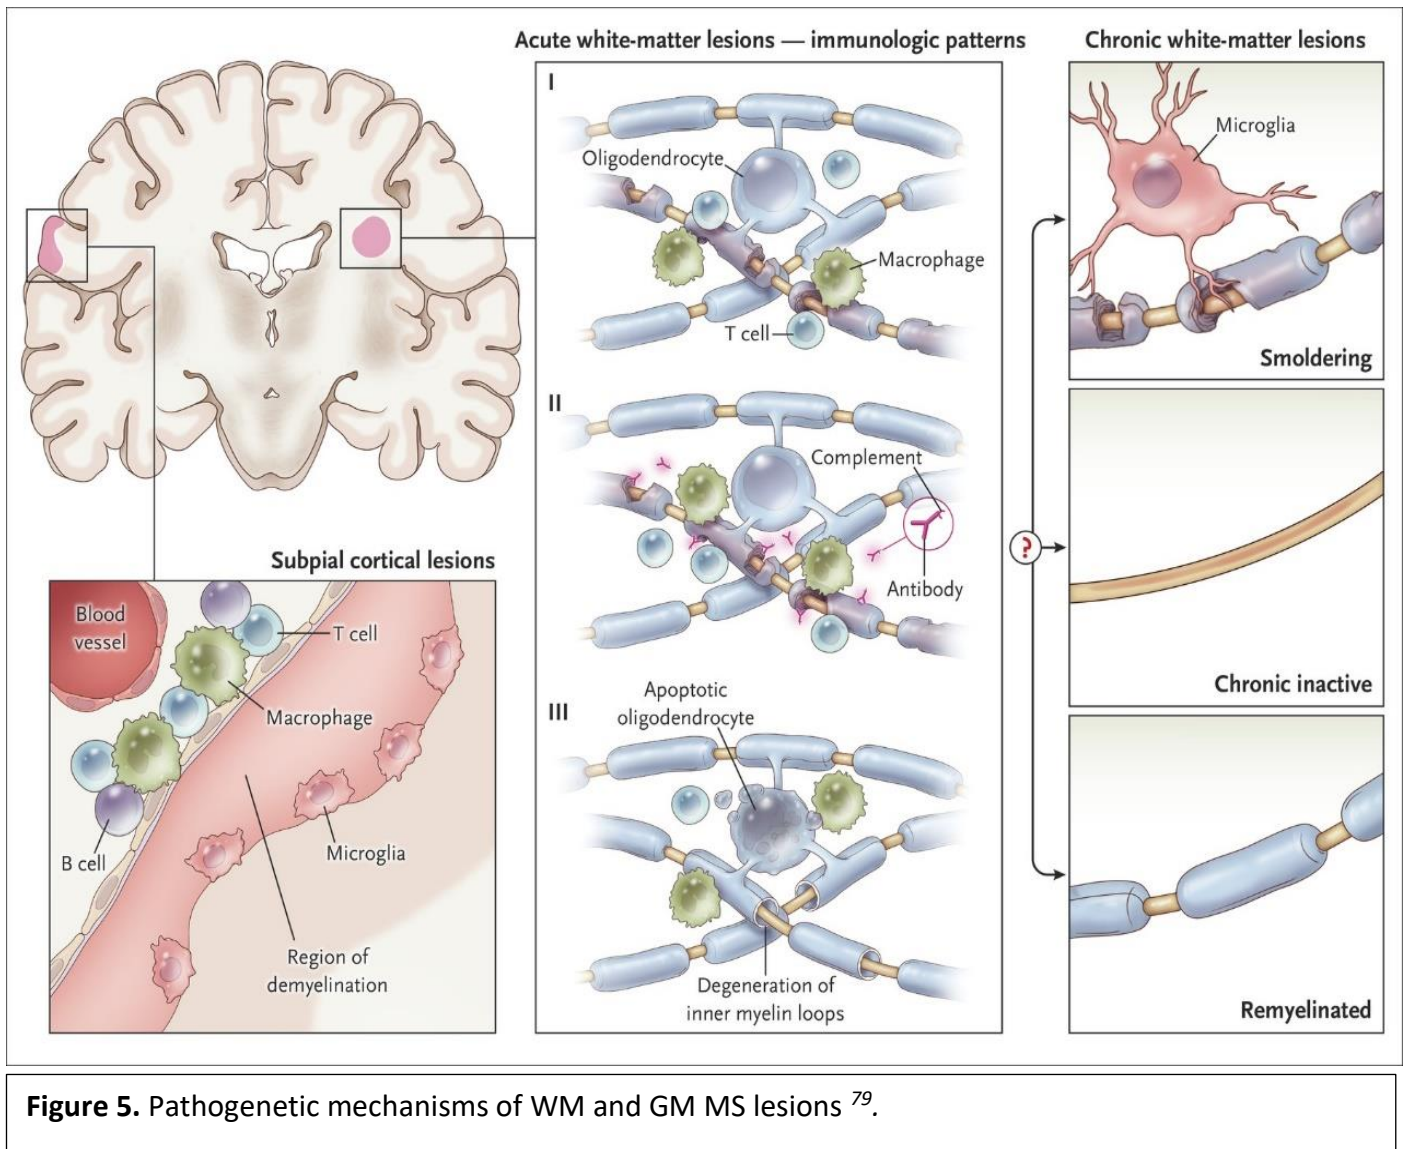 Acute white-matter lesions — immunologic patterns
Chronic white-matter lesions
I
Oligodendrocyte
Macrophage
T cell
II
Complement
Antibody
III
Apoptotic
oligodendrocyte
Degeneration of
inner myelin loops
Microglia
Smoldering
?
Chronic inactive
Remyelinated
Subpial cortical lesions
Blood
vessel
T cell
Macrophage
B cell
Microglia
Region of
demyelination
Figure 5. Pathogenetic mechanisms of WM and GM MS lesions 79.